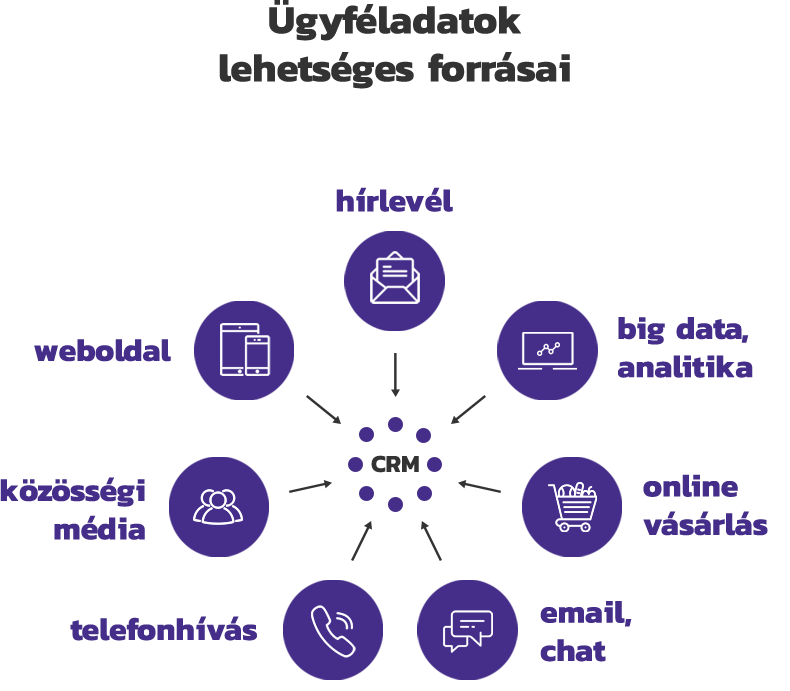 Ügyféladatok
lehetséges forrásai
hírlevél
weboldal
big data,
analitika
CRM
közösségi
média
online
vásárlás
telefonhívás
email,
chat